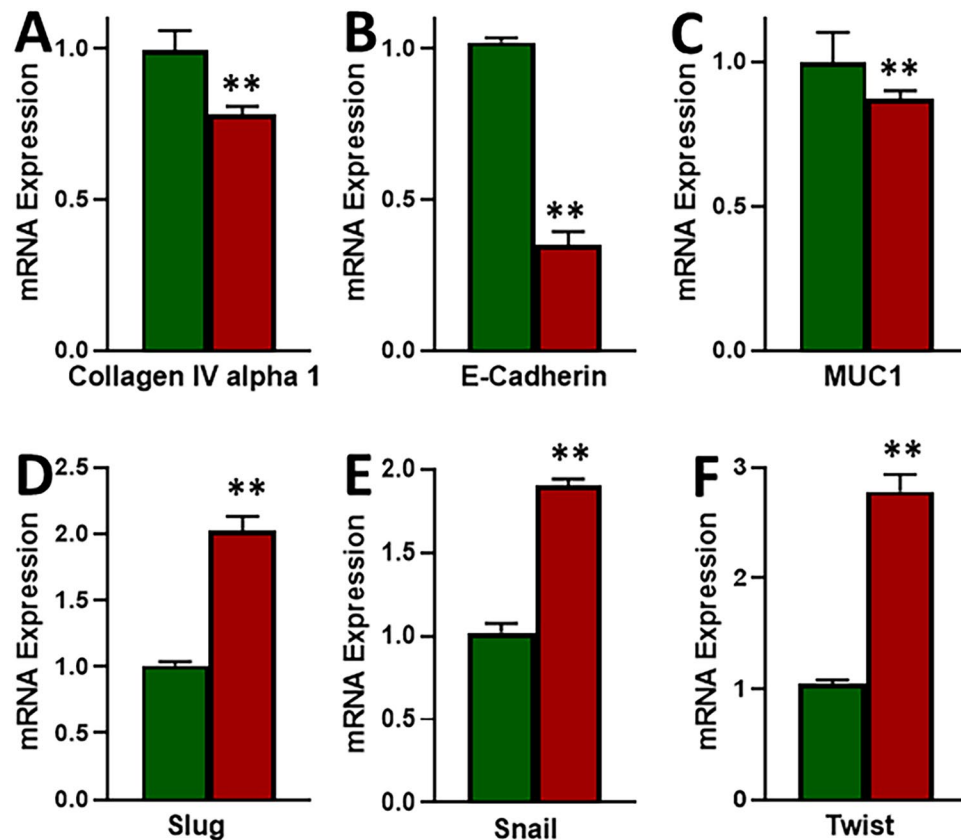 A
mRNA Expression
1.0
0.5
0.0
**
Collagen IV alpha 1
B
mRNA Expression
1.0
0.5
0.0
**
E-Cadherin
C
mRNA Expression
1.0
0.5
0.0
**
MUC1
D
mRNA Expression
2.5
2.0
1.5
1.0
0.5
0.0
**
Slug
E
mRNA Expression
2.0
1.5
1.0
0.5
0.0
**
Snail
F
mRNA Expression
3
2
1
0
**
Twist